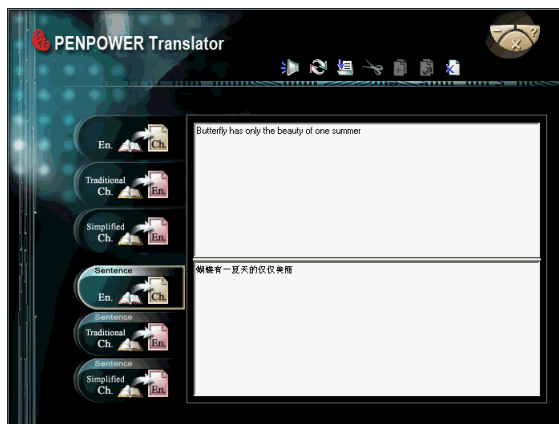 PENPOWER Translator
Butterfly has only the beauty of one summer
En. Ch.
Traditional
Ch. En.
Simplified
Ch. En.
蝴蝶有一夏天的仅仅美丽
Sentence
En. Ch.
Sentence
Traditional
Ch. En.
Sentence
Simplified
Ch. En.